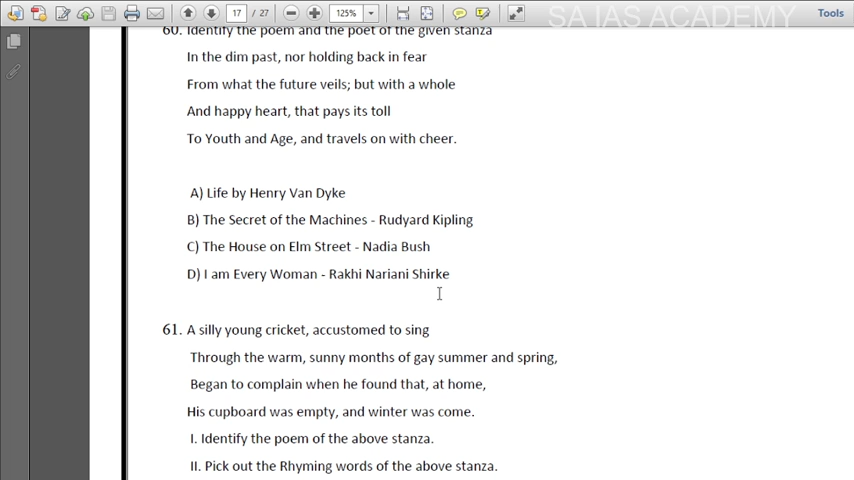 17 / 27 125% SAIAS ACADEMY Tools
60. Identify the poem and the poet of the given stanza
In the dim past, nor holding back in fear
From what the future veils; but with a whole
And happy heart, that pays its toll
To Youth and Age, and travels on with cheer.
A) Life by Henry Van Dyke
B) The Secret of the Machines - Rudyard Kipling
C) The House on Elm Street - Nadia Bush
D) I am Every Woman - Rakhi Nariani Shirke
61. A silly young cricket, accustomed to sing
Through the warm, sunny months of gay summer and spring,
Began to complain when he found that, at home,
His cupboard was empty, and winter was come.
I. Identify the poem of the above stanza.
II. Pick out the Rhyming words of the above stanza.